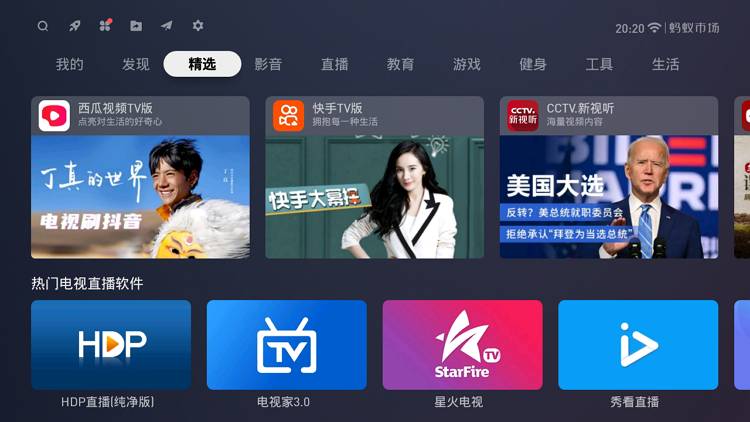 20:20 蚂蚁市场
我的 发现 精选 影音 直播 教育 游戏 健身 工具 生活
西瓜视频TV版
点亮对生活的好奇心
丁真的世界
电视刷抖音
快手TV版
拥抱每一种生活
快手大幕掠
CCTV.
新视听
CCTV.新视听
海量视频内容
美国大选
反转？美总统就职委员会
拒绝承认“拜登为当选总统”
热门电视直播软件
HDP
TV
StarFire TV
HDP直播(纯净版)
电视家3.0
星火电视
秀看直播